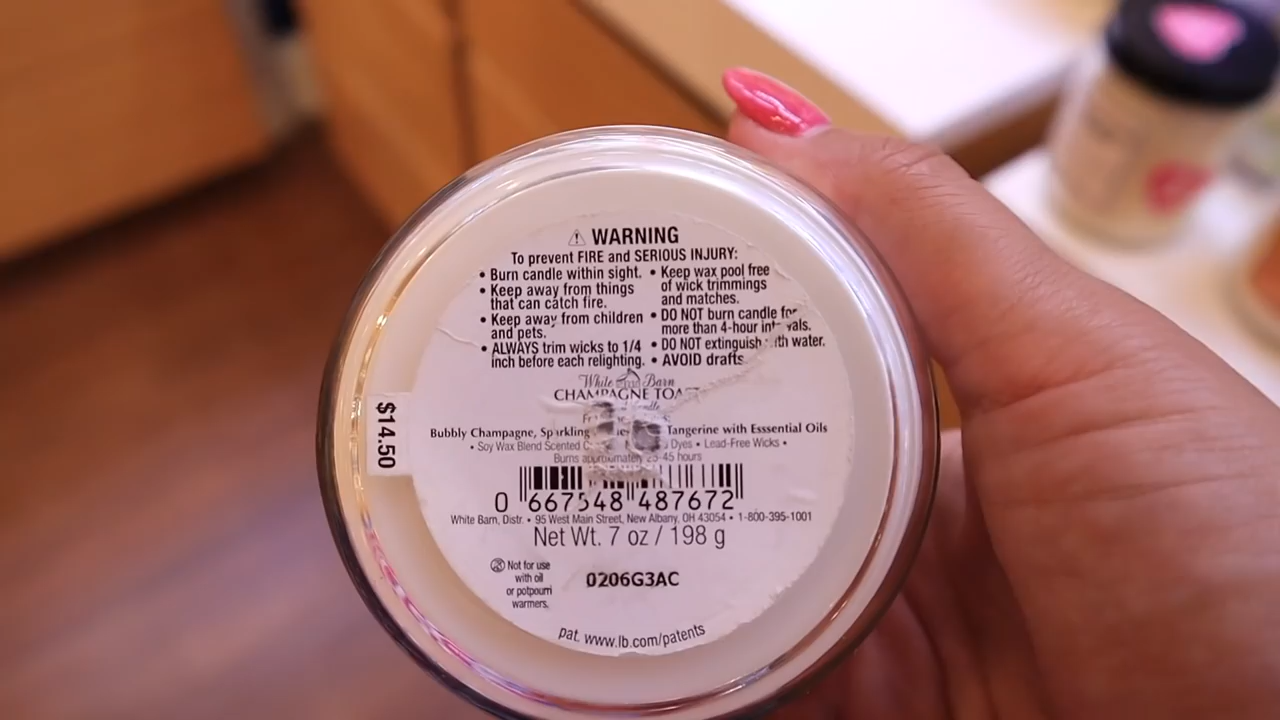 WARNING
To prevent FIRE and SERIOUS INJURY:
• Burn candle within sight.
• Keep away from things
that can catch fire.
• Keep away from children
and pets.
• ALWAYS trim wicks to 1/4
inch before each relighting.
• Keep wax pool free
of wick trimmings
and matches.
• DO NOT burn candle for
more than 4-hour
• DO NOT extinguish water.
• AVOID drafts
White Barn
CHAMPAGNE
Bubbly Champagne, Sparkling Tangerine with Esssential Oils
• Soy Wax Blend Scented Dyes • Lead-Free Wicks •
Burns approximately 25-45 hours
$14.50
0 667548 487672
White Barn, Distr. • 95 West Main Street, New Albany, OH 43054 • 1-800-395-1001
Net Wt. 7 oz / 198 g
Not for use
with oil
or potpourri
warmers.
0206G3AC
pat. www.lb.com/patents